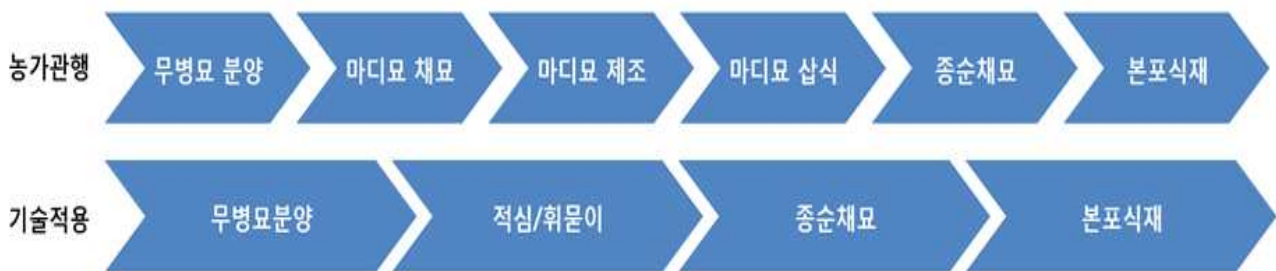 농가관행 무병묘 분양 마디묘 채묘 마디묘 제조 마디묘 삽식 종순채묘 본포식재
기술적용 무병묘분양 적심/휘묻이 종순채묘 본포식재